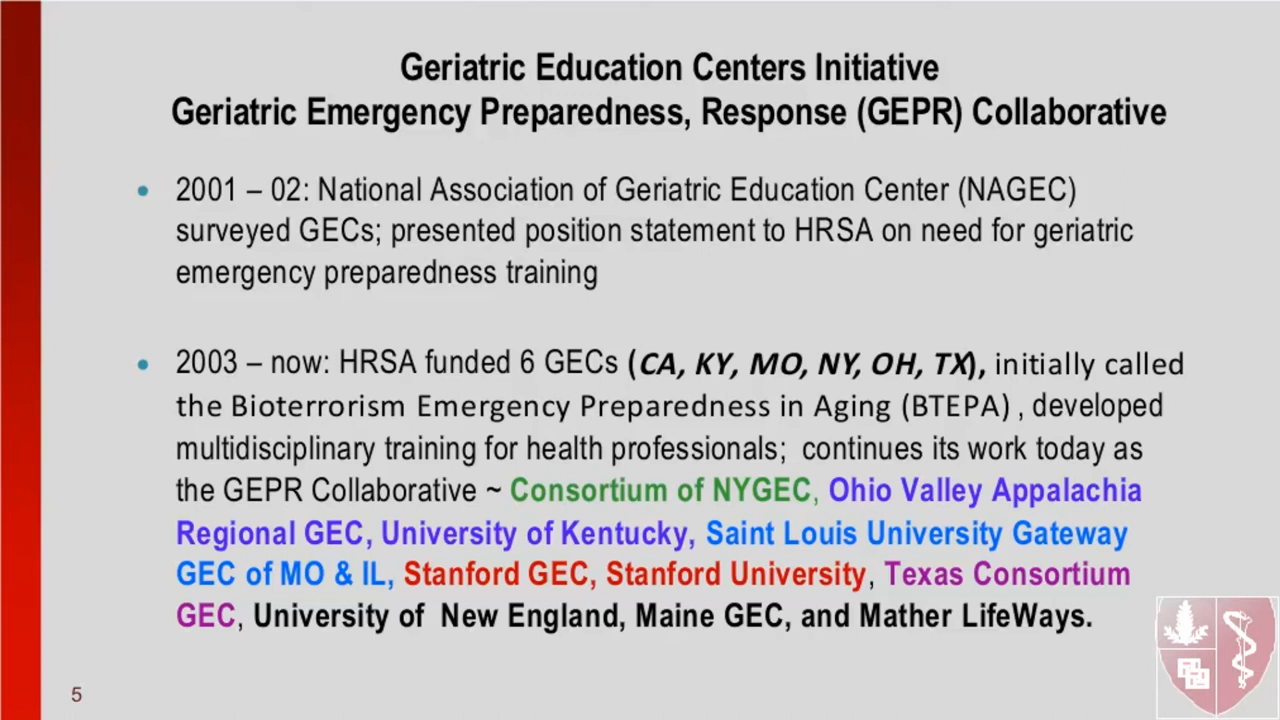 Geriatric Education Centers Initiative
Geriatric Emergency Preparedness, Response (GEPR) Collaborative
• 2001 – 02: National Association of Geriatric Education Center (NAGEC)
surveyed GECs; presented position statement to HRSA on need for geriatric
emergency preparedness training
• 2003 – now: HRSA funded 6 GECs (CA, KY, MO, NY, OH, TX), initially called
the Bioterrorism Emergency Preparedness in Aging (BTEPA) , developed
multidisciplinary training for health professionals; continues its work today as
the GEPR Collaborative ~ Consortium of NYGEC, Ohio Valley Appalachia
Regional GEC, University of Kentucky, Saint Louis University Gateway
GEC of MO & IL, Stanford GEC, Stanford University, Texas Consortium
GEC, University of New England, Maine GEC, and Mather LifeWays.
5